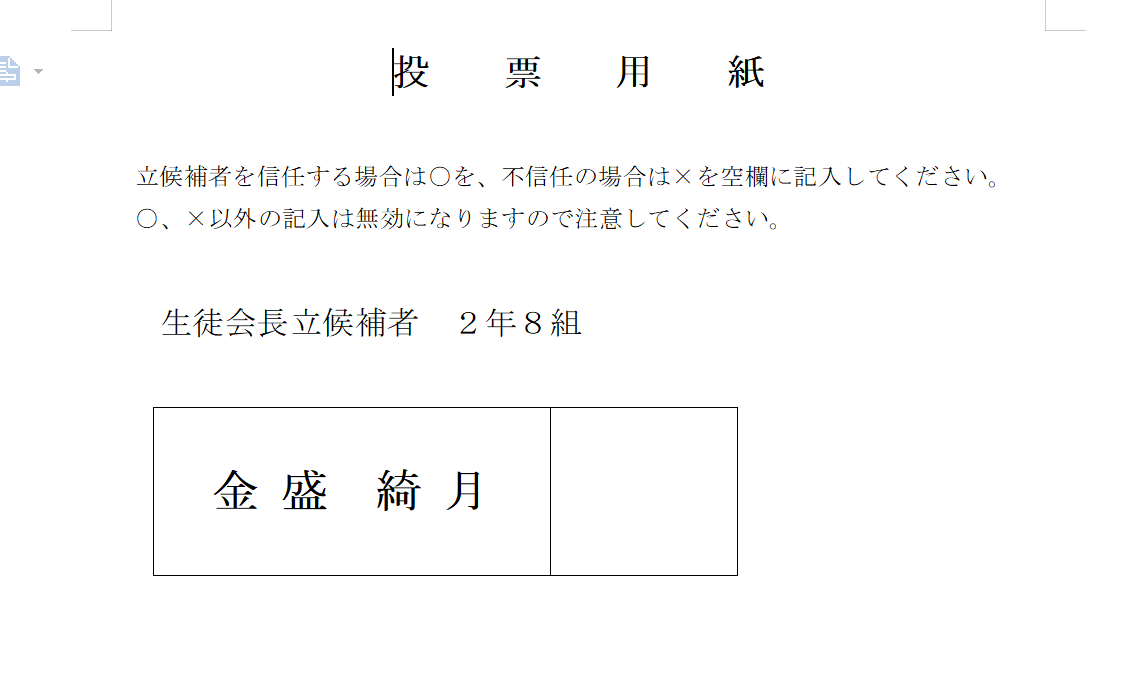 投　票　用　紙
立候補者を信任する場合は○を、不信任の場合は×を空欄に記入してください。
○、×以外の記入は無効になりますので注意してください。
生徒会長立候補者　２年８組
金盛　綺月